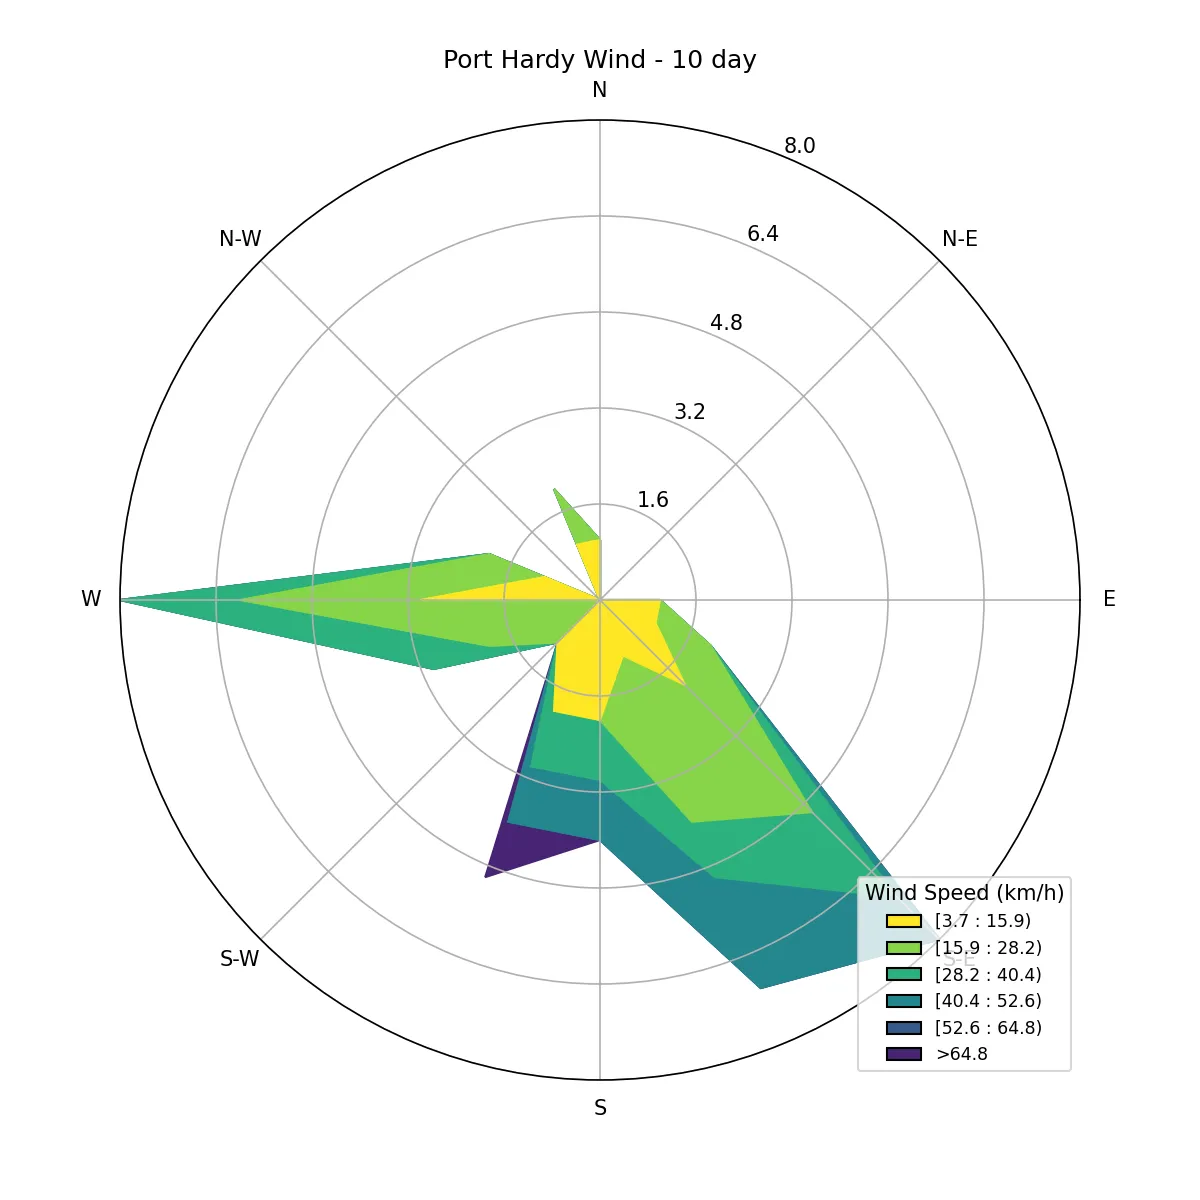 Port Hardy Wind - 10 day
N
8.0
N-W
6.4
N-E
4.8
3.2
1.6
W
E
Wind Speed (km/h)
[3.7 : 15.9)
[15.9 : 28.2)
S-W
S-E
[28.2 : 40.4)
[40.4 : 52.6)
[52.6 : 64.8)
>64.8
S